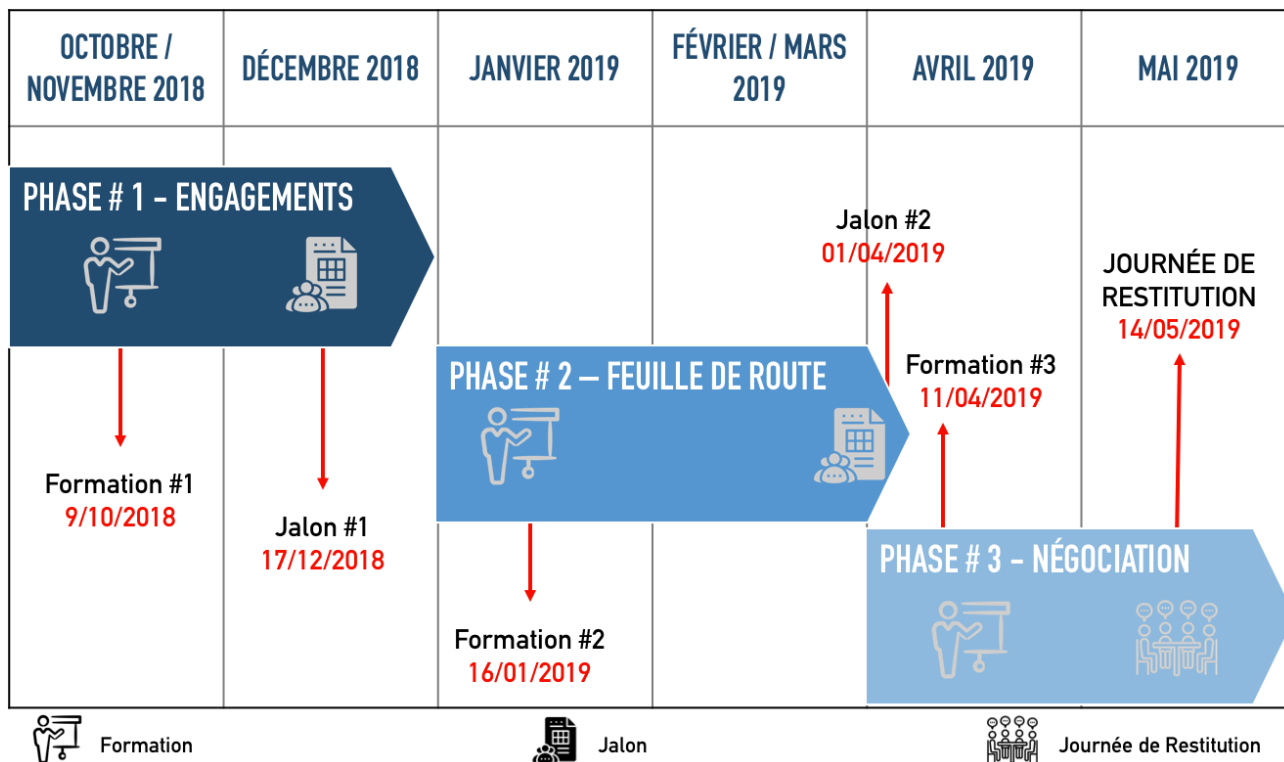 OCTOBRE /
NOVEMBRE 2018
DÉCEMBRE 2018
JANVIER 2019
FÉVRIER / MARS
2019
AVRIL 2019
MAI 2019
PHASE # 1 – ENGAGEMENTS
Formation #1
9/10/2018
Jalon #1
17/12/2018
PHASE # 2 – FEUILLE DE ROUTE
Jalon #2
01/04/2019
Formation #2
16/01/2019
Formation #3
11/04/2019
JOURNÉE DE
RESTITUTION
14/05/2019
PHASE # 3 – NÉGOCIATION
Formation
Jalon
Journée de Restitution